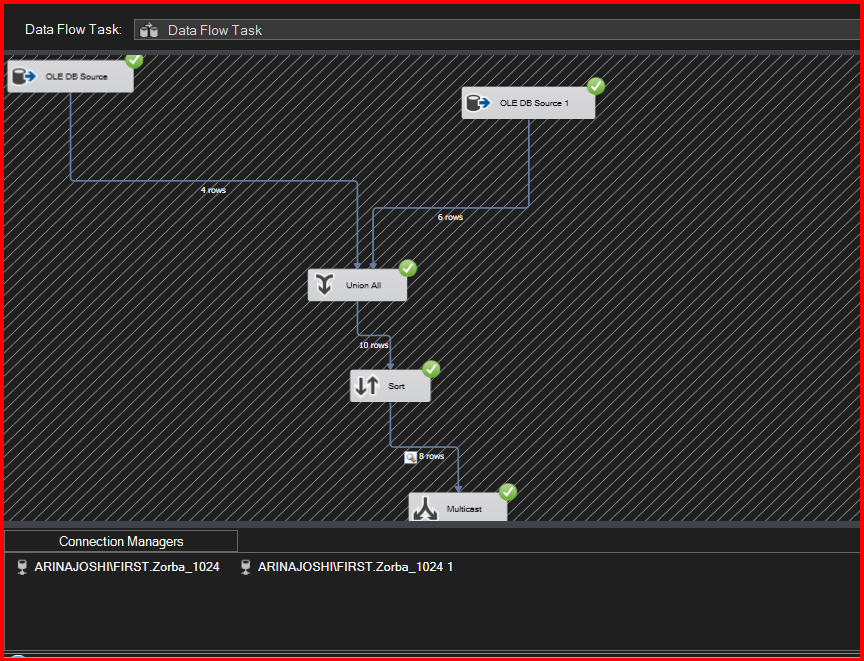 Data Flow Task: Data Flow Task
OLE DB Source
OLE DB Source 1
4 rows
6 rows
Union All
10 rows
Sort
8 rows
Multicast
Connection Managers
ARINAJOSHI\FIRST.Zorba_1024 ARINAJOSHI\FIRST.Zorba_1024 1